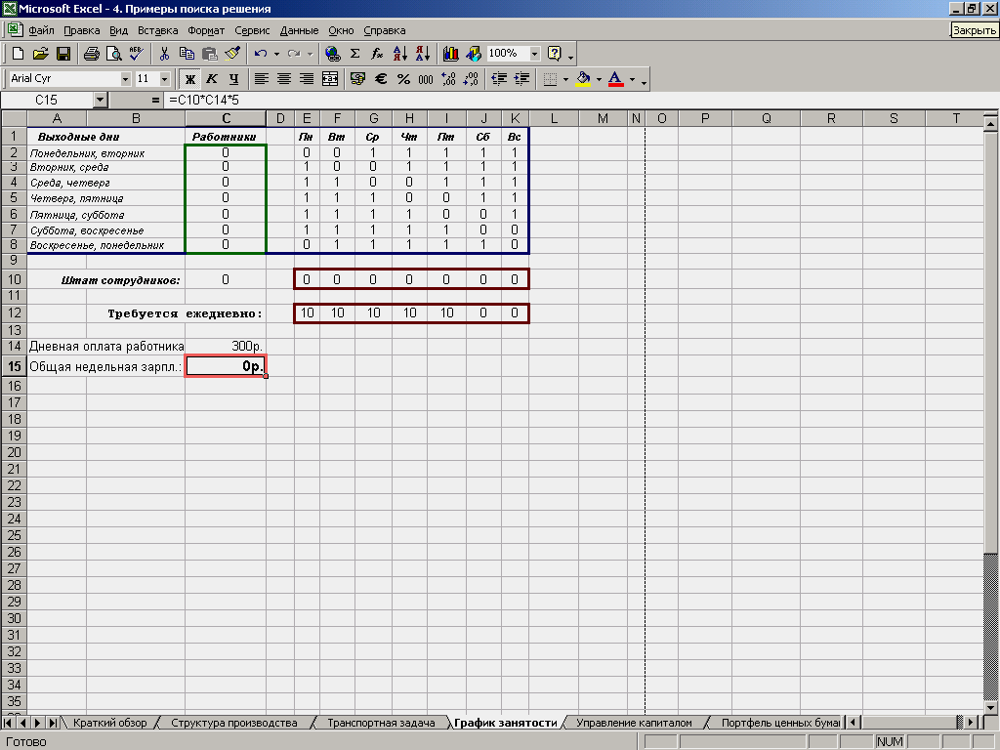 Microsoft Excel - 4. Примеры поиска решения
Файл Правка Вид Вставка Формат Сервис Данные Окно Справка
Закрыть
100%
Arial Cyr 11 Ж К Ч € % 000
C15 = =C10*C14*5
A B C D E F G H I J K L M N O P Q R S T
1 Выходные дни Работники Пн Вт Ср Чт Пт Сб Вс
2 Понедельник, вторник 0 0 0 1 1 1 1 1
3 Вторник, среда 0 1 0 0 1 1 1 1
4 Среда, четверг 0 1 1 0 0 1 1 1
5 Четверг, пятница 0 1 1 1 0 0 1 1
6 Пятница, суббота 0 1 1 1 1 0 0 1
7 Суббота, воскресенье 0 1 1 1 1 1 0 0
8 Воскресенье, понедельник 0 0 1 1 1 1 1 0
9
10 Штат сотрудников: 0 0 0 0 0 0 0 0
11
12 Требуется ежедневно: 10 10 10 10 10 0 0
13
14 Дневная оплата работника 300р.
15 Общая недельная зарпл.: 0р.
16
17
18
19
20
21
22
23
24
25
26
27
28
29
30
31
32
33
34
35
Краткий обзор Структура производства Транспортная задача График занятости Управление капиталом Портфель ценных бумаг
Готово NUM